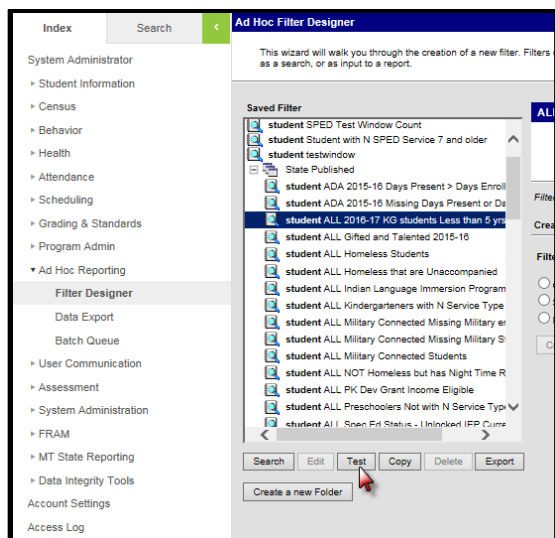 Index
Search
System Administrator
Student Information
Census
Behavior
Health
Attendance
Scheduling
Grading & Standards
Program Admin
Ad Hoc Reporting
Filter Designer
Data Export
Batch Queue
User Communication
Assessment
System Administration
FRAM
MT State Reporting
Data Integrity Tools
Account Settings
Access Log
Ad Hoc Filter Designer
This wizard will walk you through the creation of a new filter. Filters
as a search, or as input to a report.
Saved Filter
student SPED Test Window Count
student Student with N SPED Service 7 and older
student testwindow
State Published
student ADA 2015-16 Days Present > Days Enroll
student ADA 2015-16 Missing Days Present or Da
student ALL 2016-17 KG students Less than 5 yrs
student ALL Gifted and Talented 2015-16
student ALL Homeless Students
student ALL Homeless that are Unaccompanied
student ALL Indian Language Immersion Program
student ALL Kindergarteners with N Service Type
student ALL Military Connected Missing Military en
student ALL Military Connected Missing Military S
student ALL Military Connected Students
student ALL NOT Homeless but has Night Time R
student ALL PK Dev Grant Income Eligible
student ALL Preschoolers Not with N Service Type
student ALL Spec Ed Status - Unlocked IEP Curre
Search Edit Test Copy Delete Export
Create a new Folder
AL
Filte
Crea
Filte